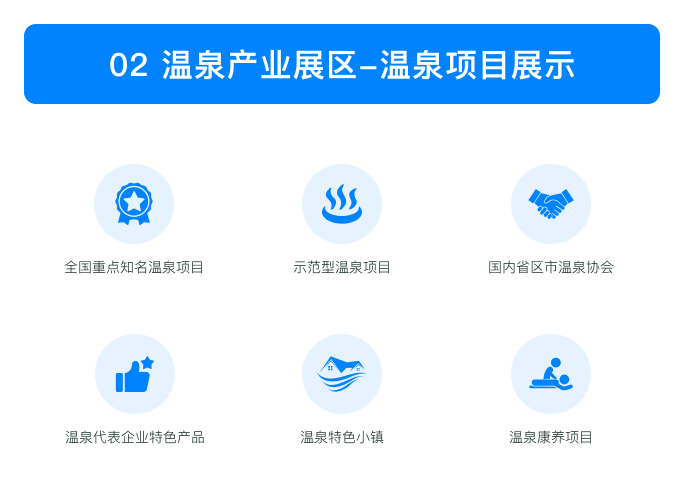 02 温泉产业展区-温泉项目展示
全国重点知名温泉项目
示范型温泉项目
国内省区市温泉协会
温泉代表企业特色产品
温泉特色小镇
温泉康养项目